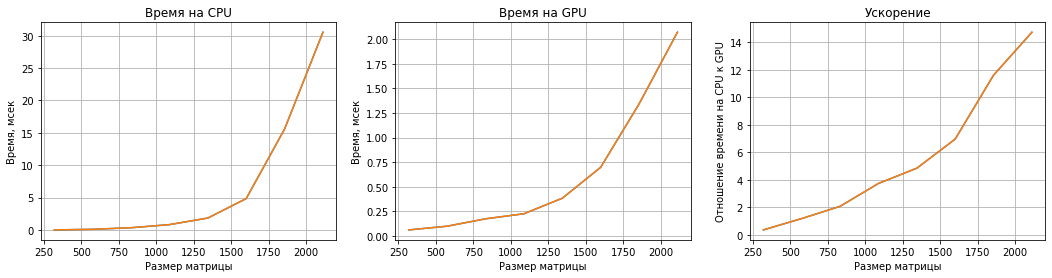 Время на CPU
Время, мсек
30
25
20
15
10
5
0
250 500 750 1000 1250 1500 1750 2000
Размер матрицы
Время на GPU
Время, мсек
2.00
1.75
1.50
1.25
1.00
0.75
0.50
0.25
0.00
250 500 750 1000 1250 1500 1750 2000
Размер матрицы
Ускорение
Отношение времени на CPU к GPU
14
12
10
8
6
4
2
0
250 500 750 1000 1250 1500 1750 2000
Размер матрицы